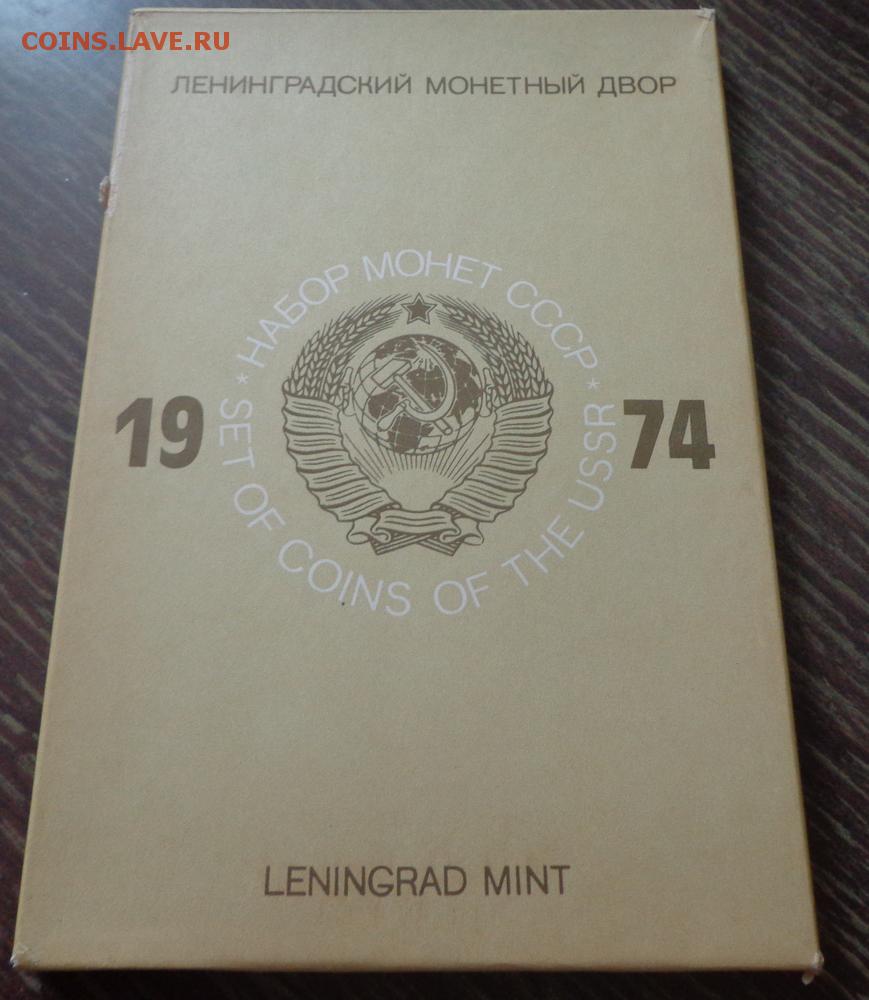 COINS.LAVE.RU
ЛЕНИНГРАДСКИЙ МОНЕТНЫЙ ДВОР
* НАБОР МОНЕТ СССР *
19 74
SET OF COINS OF THE USSR
LENINGRAD MINT